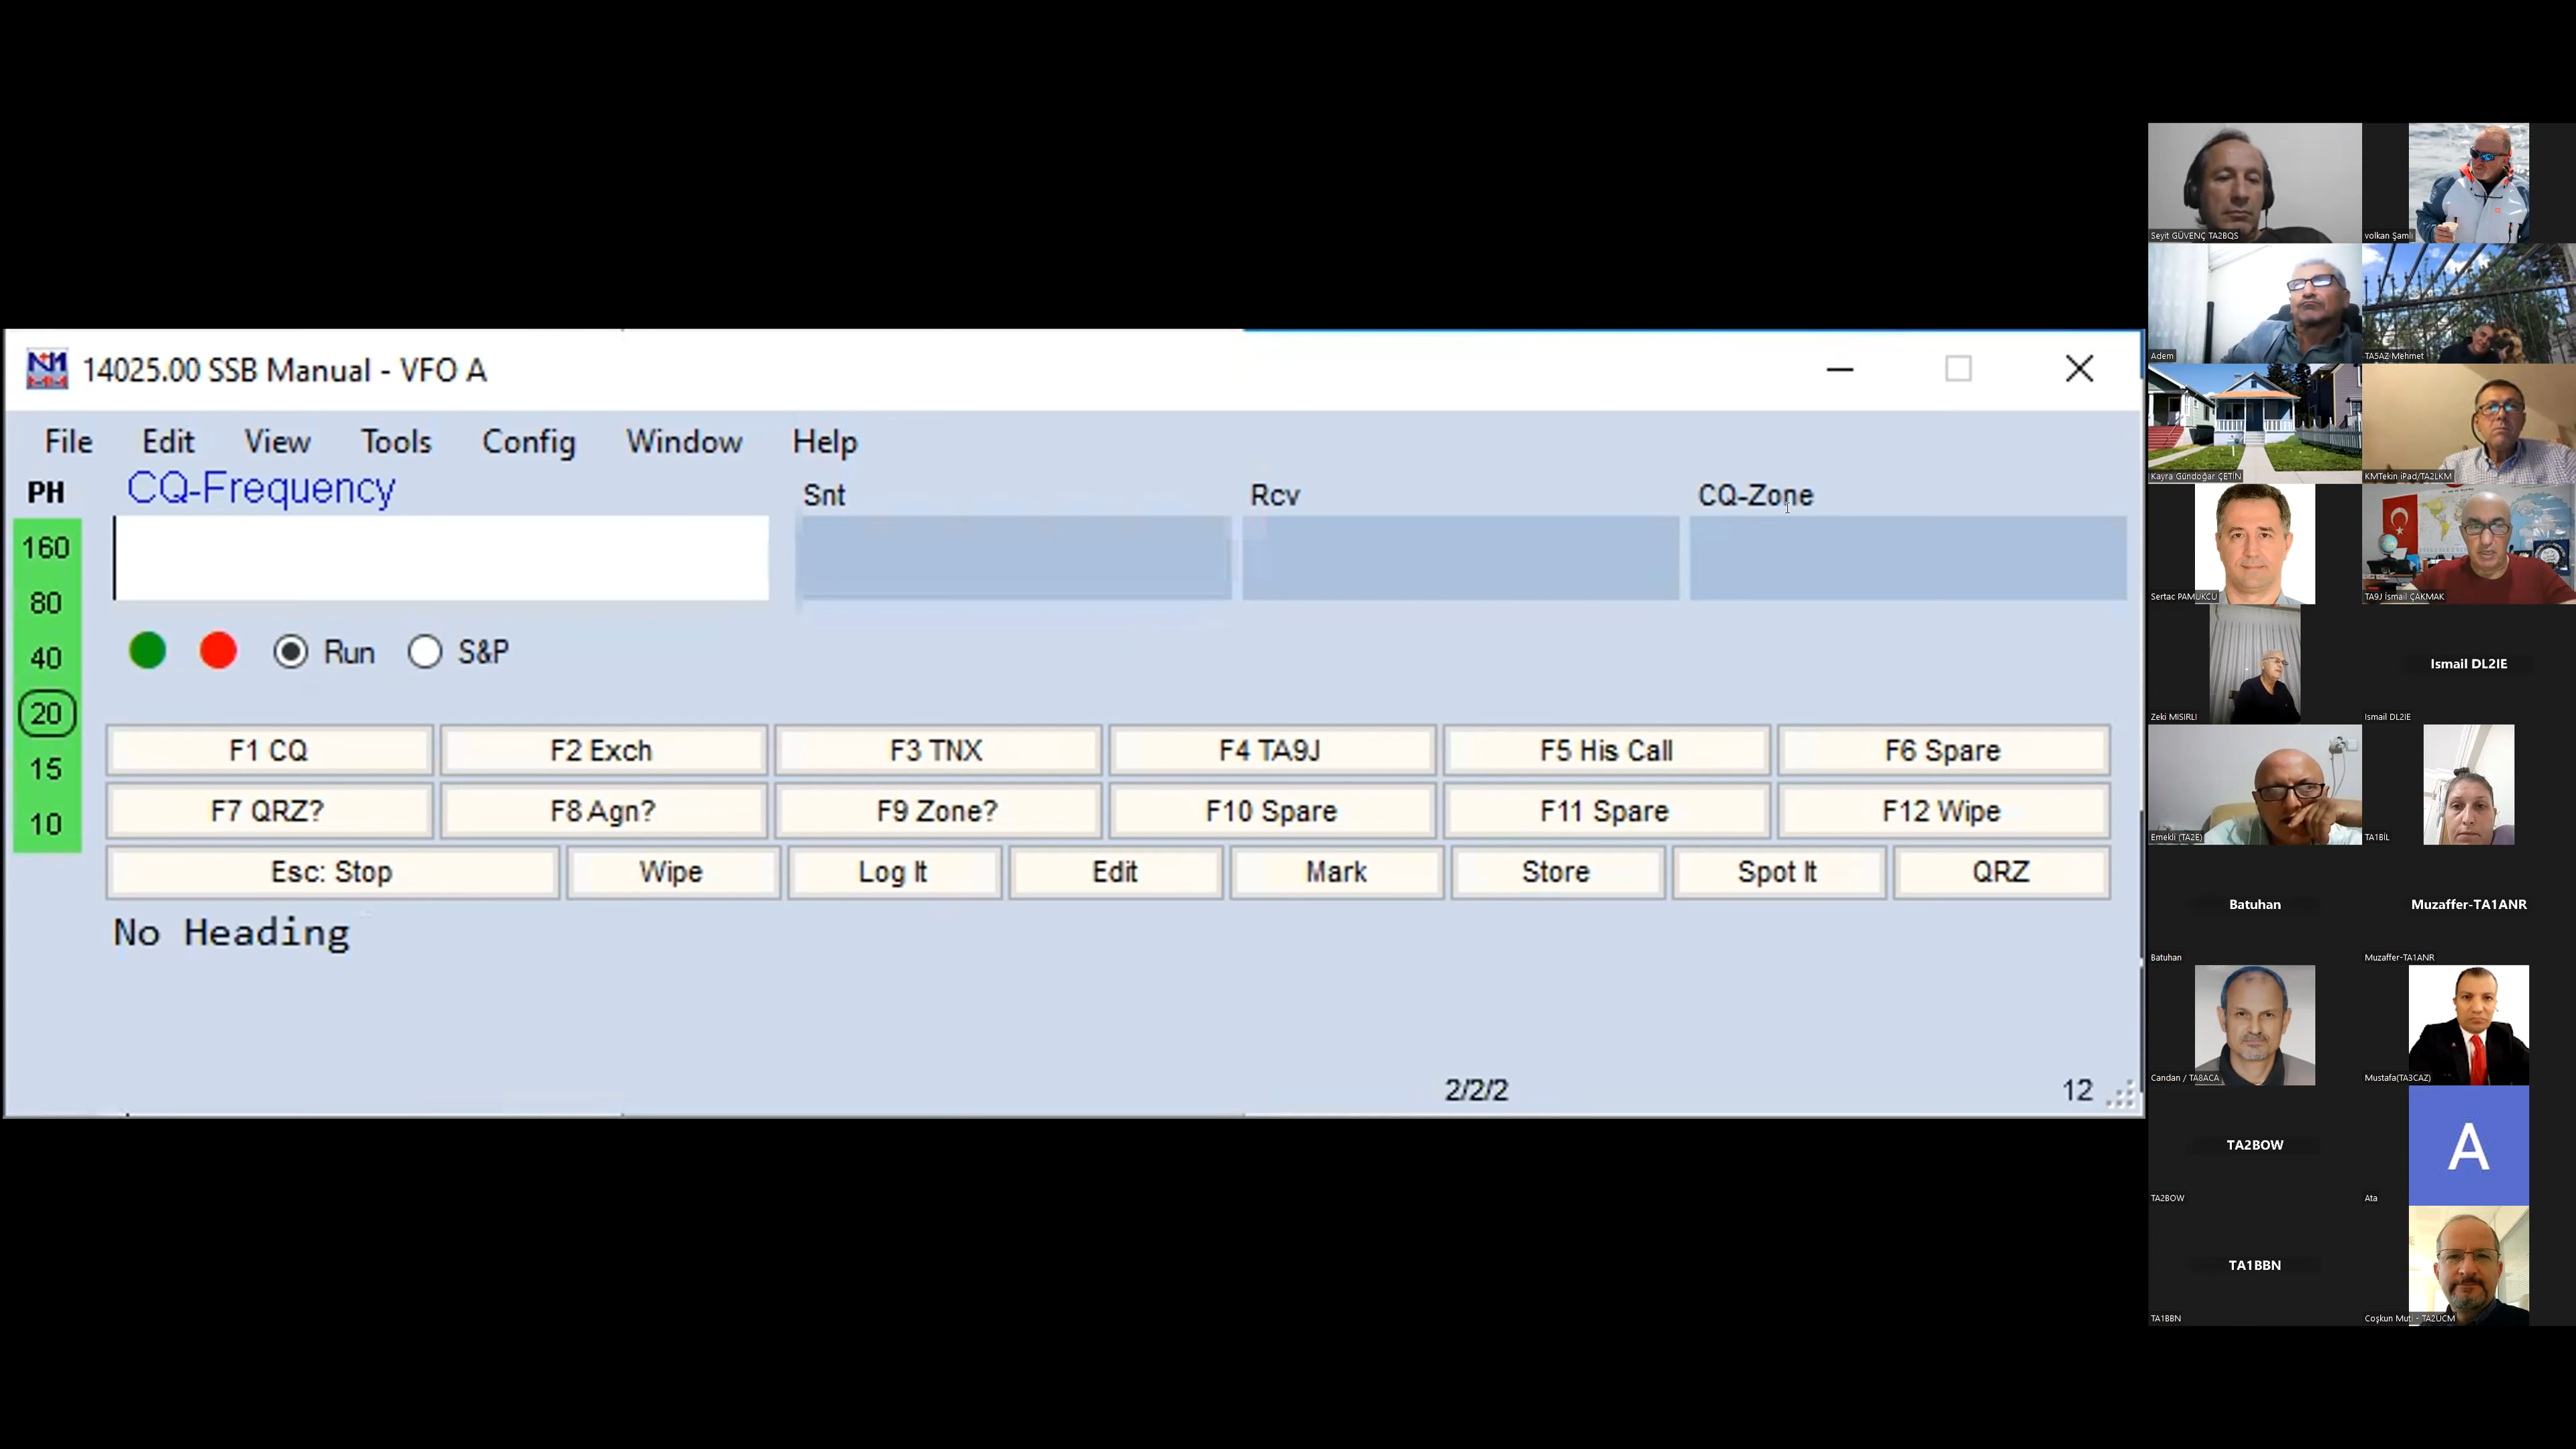 14025.00 SSB Manual - VFO A
File Edit View Tools Config Window Help
PH CQ-Frequency Snt Rcv CQ-Zone
160
80
40
20
15
10
Run S&P
F1 CQ F2 Exch F3 TNX F4 TA9J F5 His Call F6 Spare
F7 QRZ? F8 Agn? F9 Zone? F10 Spare F11 Spare F12 Wipe
Esc: Stop Wipe Log It Edit Mark Store Spot It QRZ
No Heading
2/2/2 12
Seyit GÜVENÇ TA2BQS
volkan Şamlı
Adem
TA5AZ Mehmet
Kayra Gündoğar ÇETİN
KMTekin iPad/TA2LKM
Sertac PAMUKCU
TA9J İsmail ÇAKMAK
Zeki MISIRLI
Ismail DL2IE
Ismail DL2IE
Emekli (TA2E)
TA1BİL
Batuhan
Batuhan
Muzaffer-TA1ANR
Muzaffer-TA1ANR
Candan / TA8ACA
Mustafa(TA3CAZ)
TA2BOW
TA2BOW
A
Ata
TA1BBN
TA1BBN
Coşkun Muti - TA2UCM